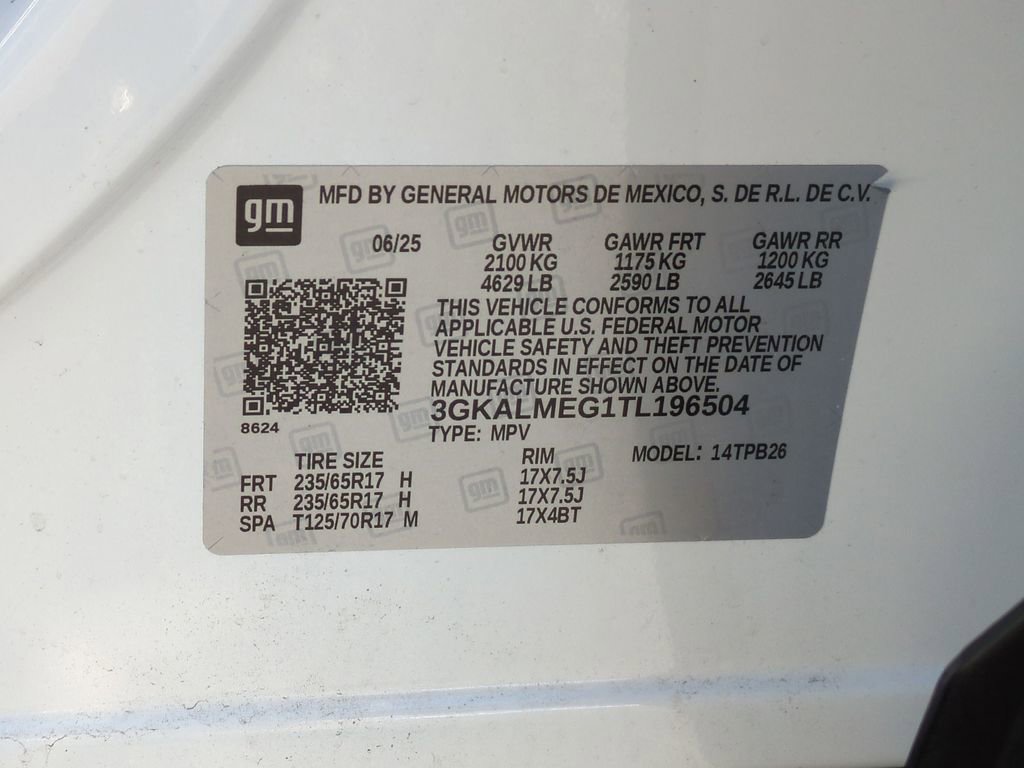 gm MFD BY GENERAL MOTORS DE MEXICO, S. DE R.L. DE C.V.
06/25 GVWR GAWR FRT GAWR RR
2100 KG 1175 KG 1200 KG
4629 LB 2590 LB 2645 LB
THIS VEHICLE CONFORMS TO ALL
APPLICABLE U.S. FEDERAL MOTOR
VEHICLE SAFETY AND THEFT PREVENTION
STANDARDS IN EFFECT ON THE DATE OF
MANUFACTURE SHOWN ABOVE.
3GKALMEG1TL196504
8624
TYPE: MPV
TIRE SIZE RIM MODEL: 14TPB26
FRT 235/65R17 H 17X7.5J
RR 235/65R17 H 17X7.5J
SPA T125/70R17 M 17X4BT